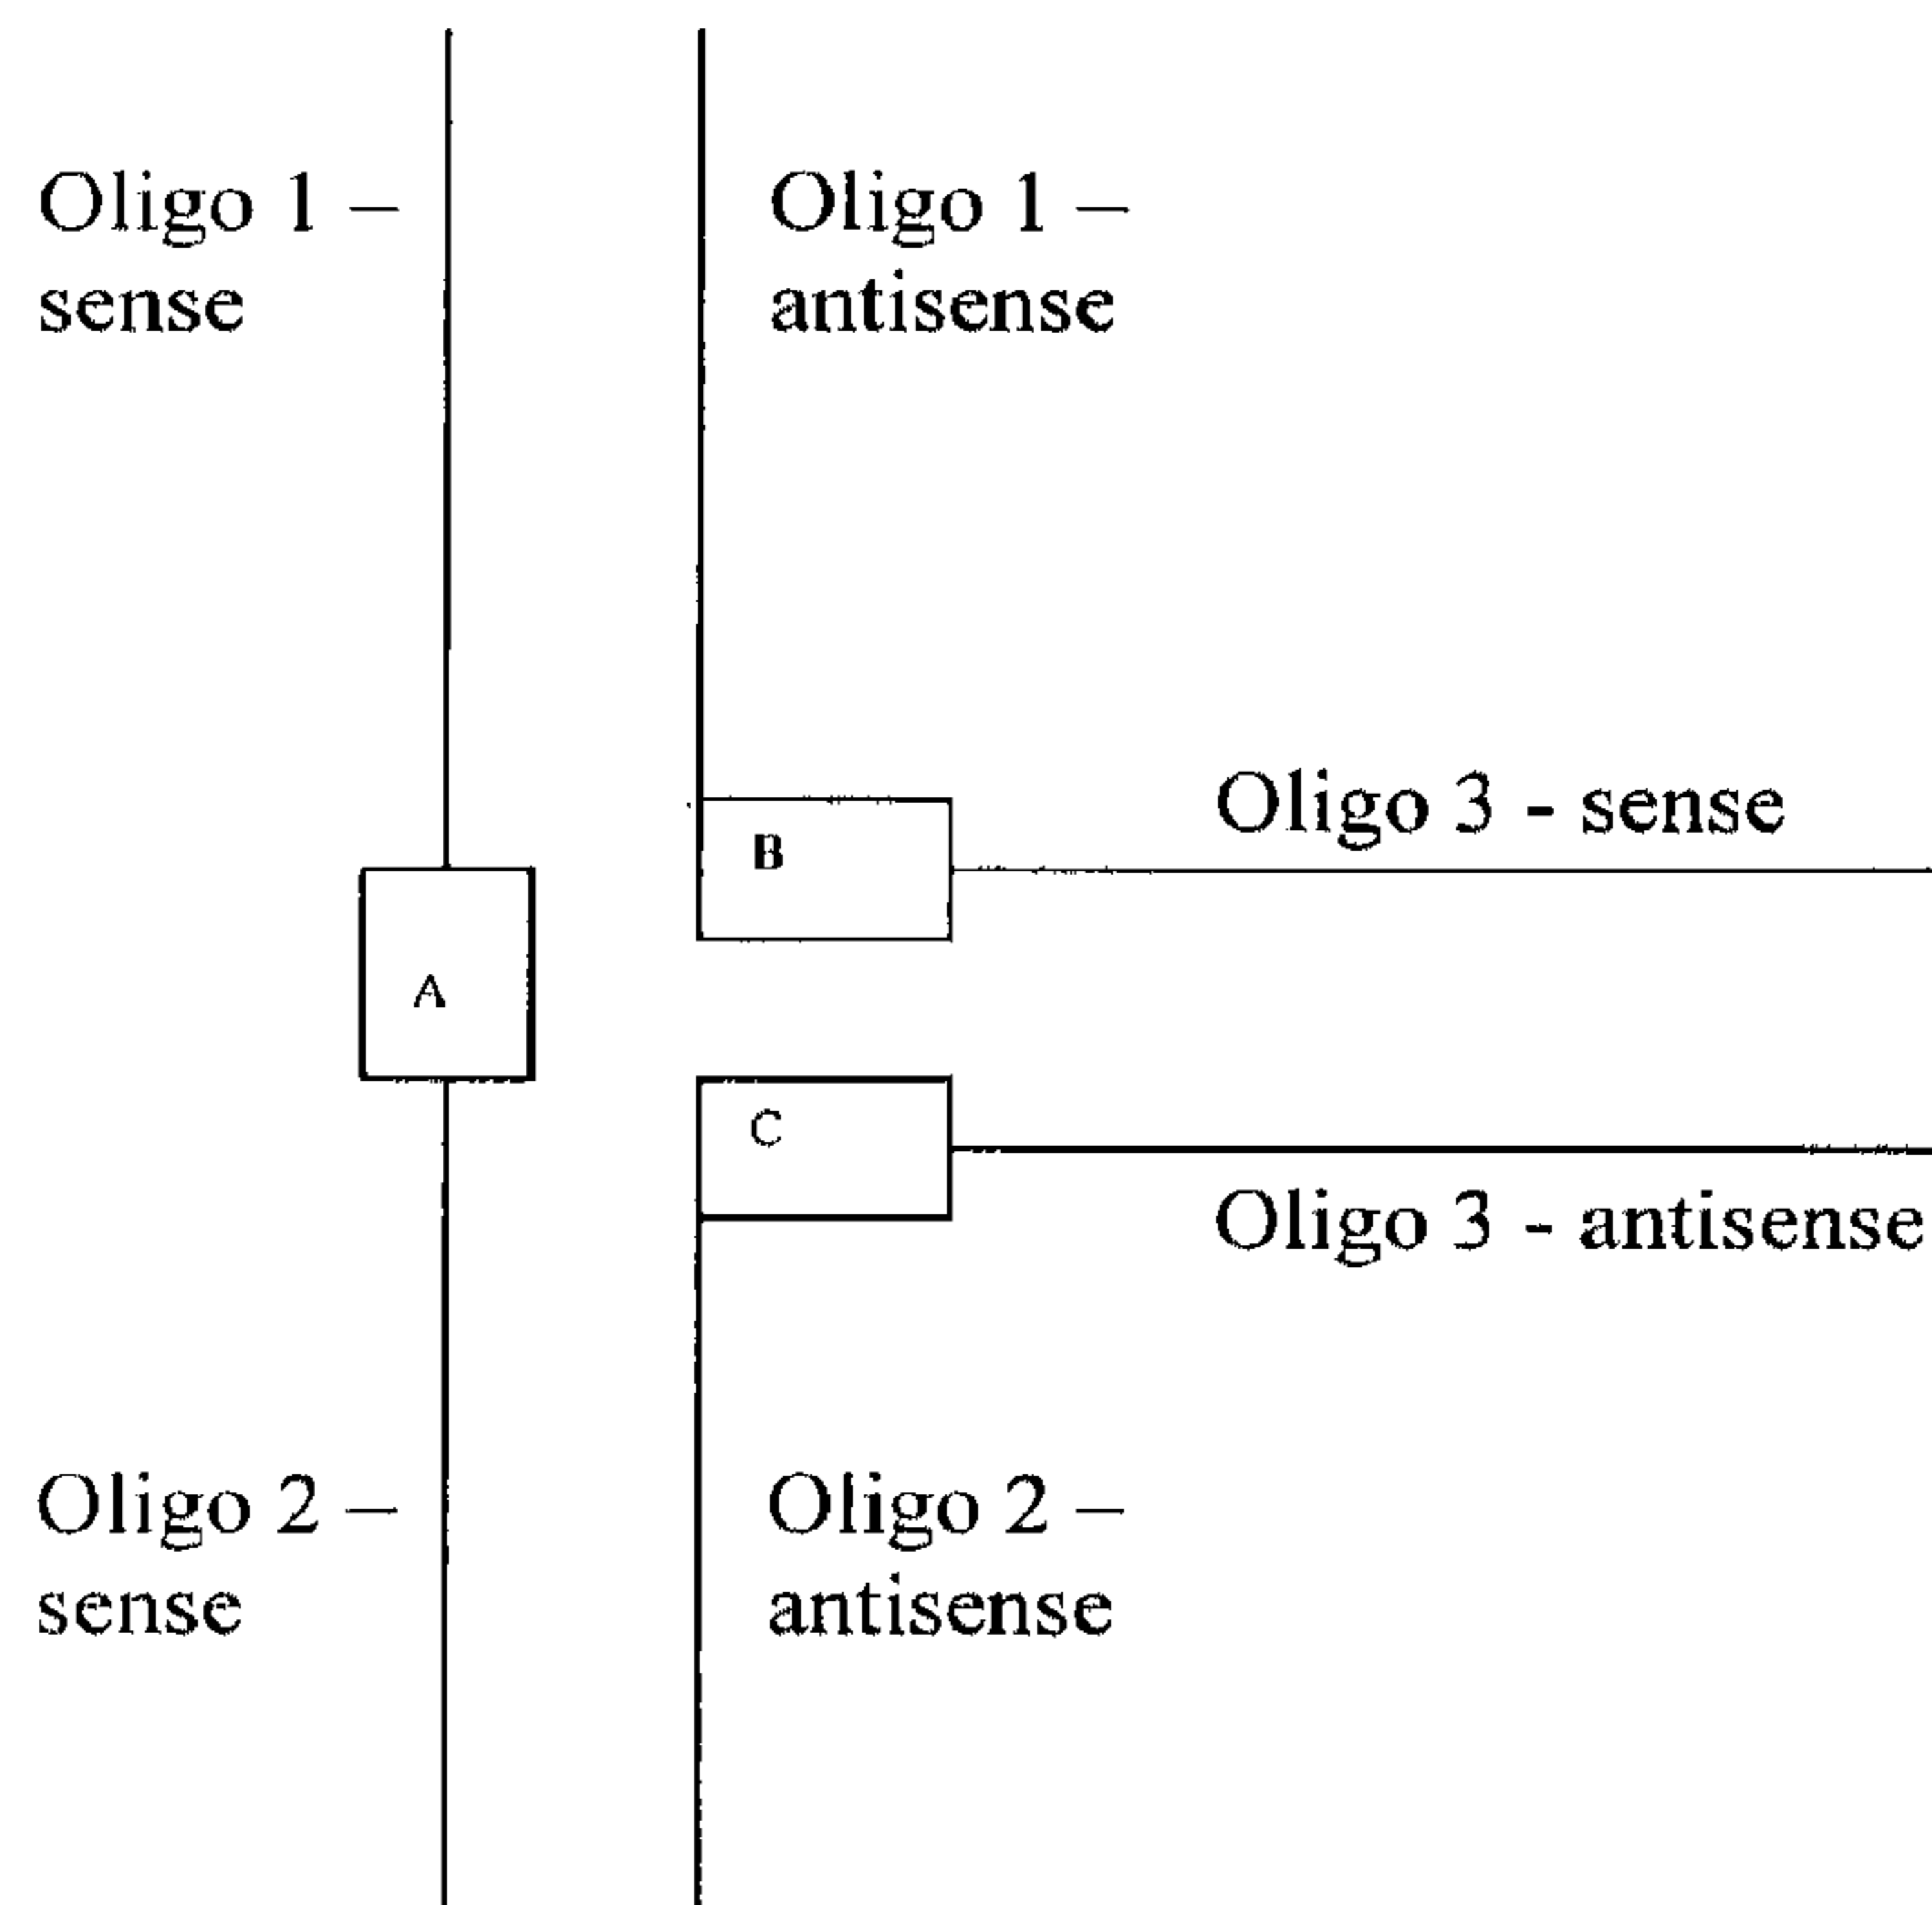 Oligo 1 –
sense
Oligo 1 –
antisense
Oligo 3 - sense
B
A
C
Oligo 3 - antisense
Oligo 2 –
sense
Oligo 2 –
antisense